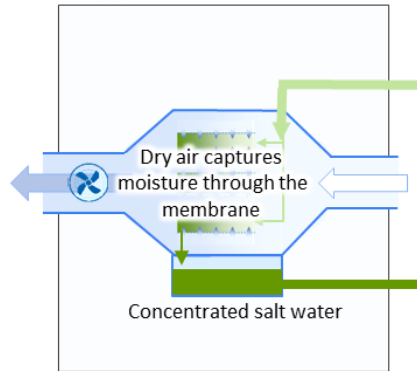 Dry air captures
moisture through the
membrane
Concentrated salt water